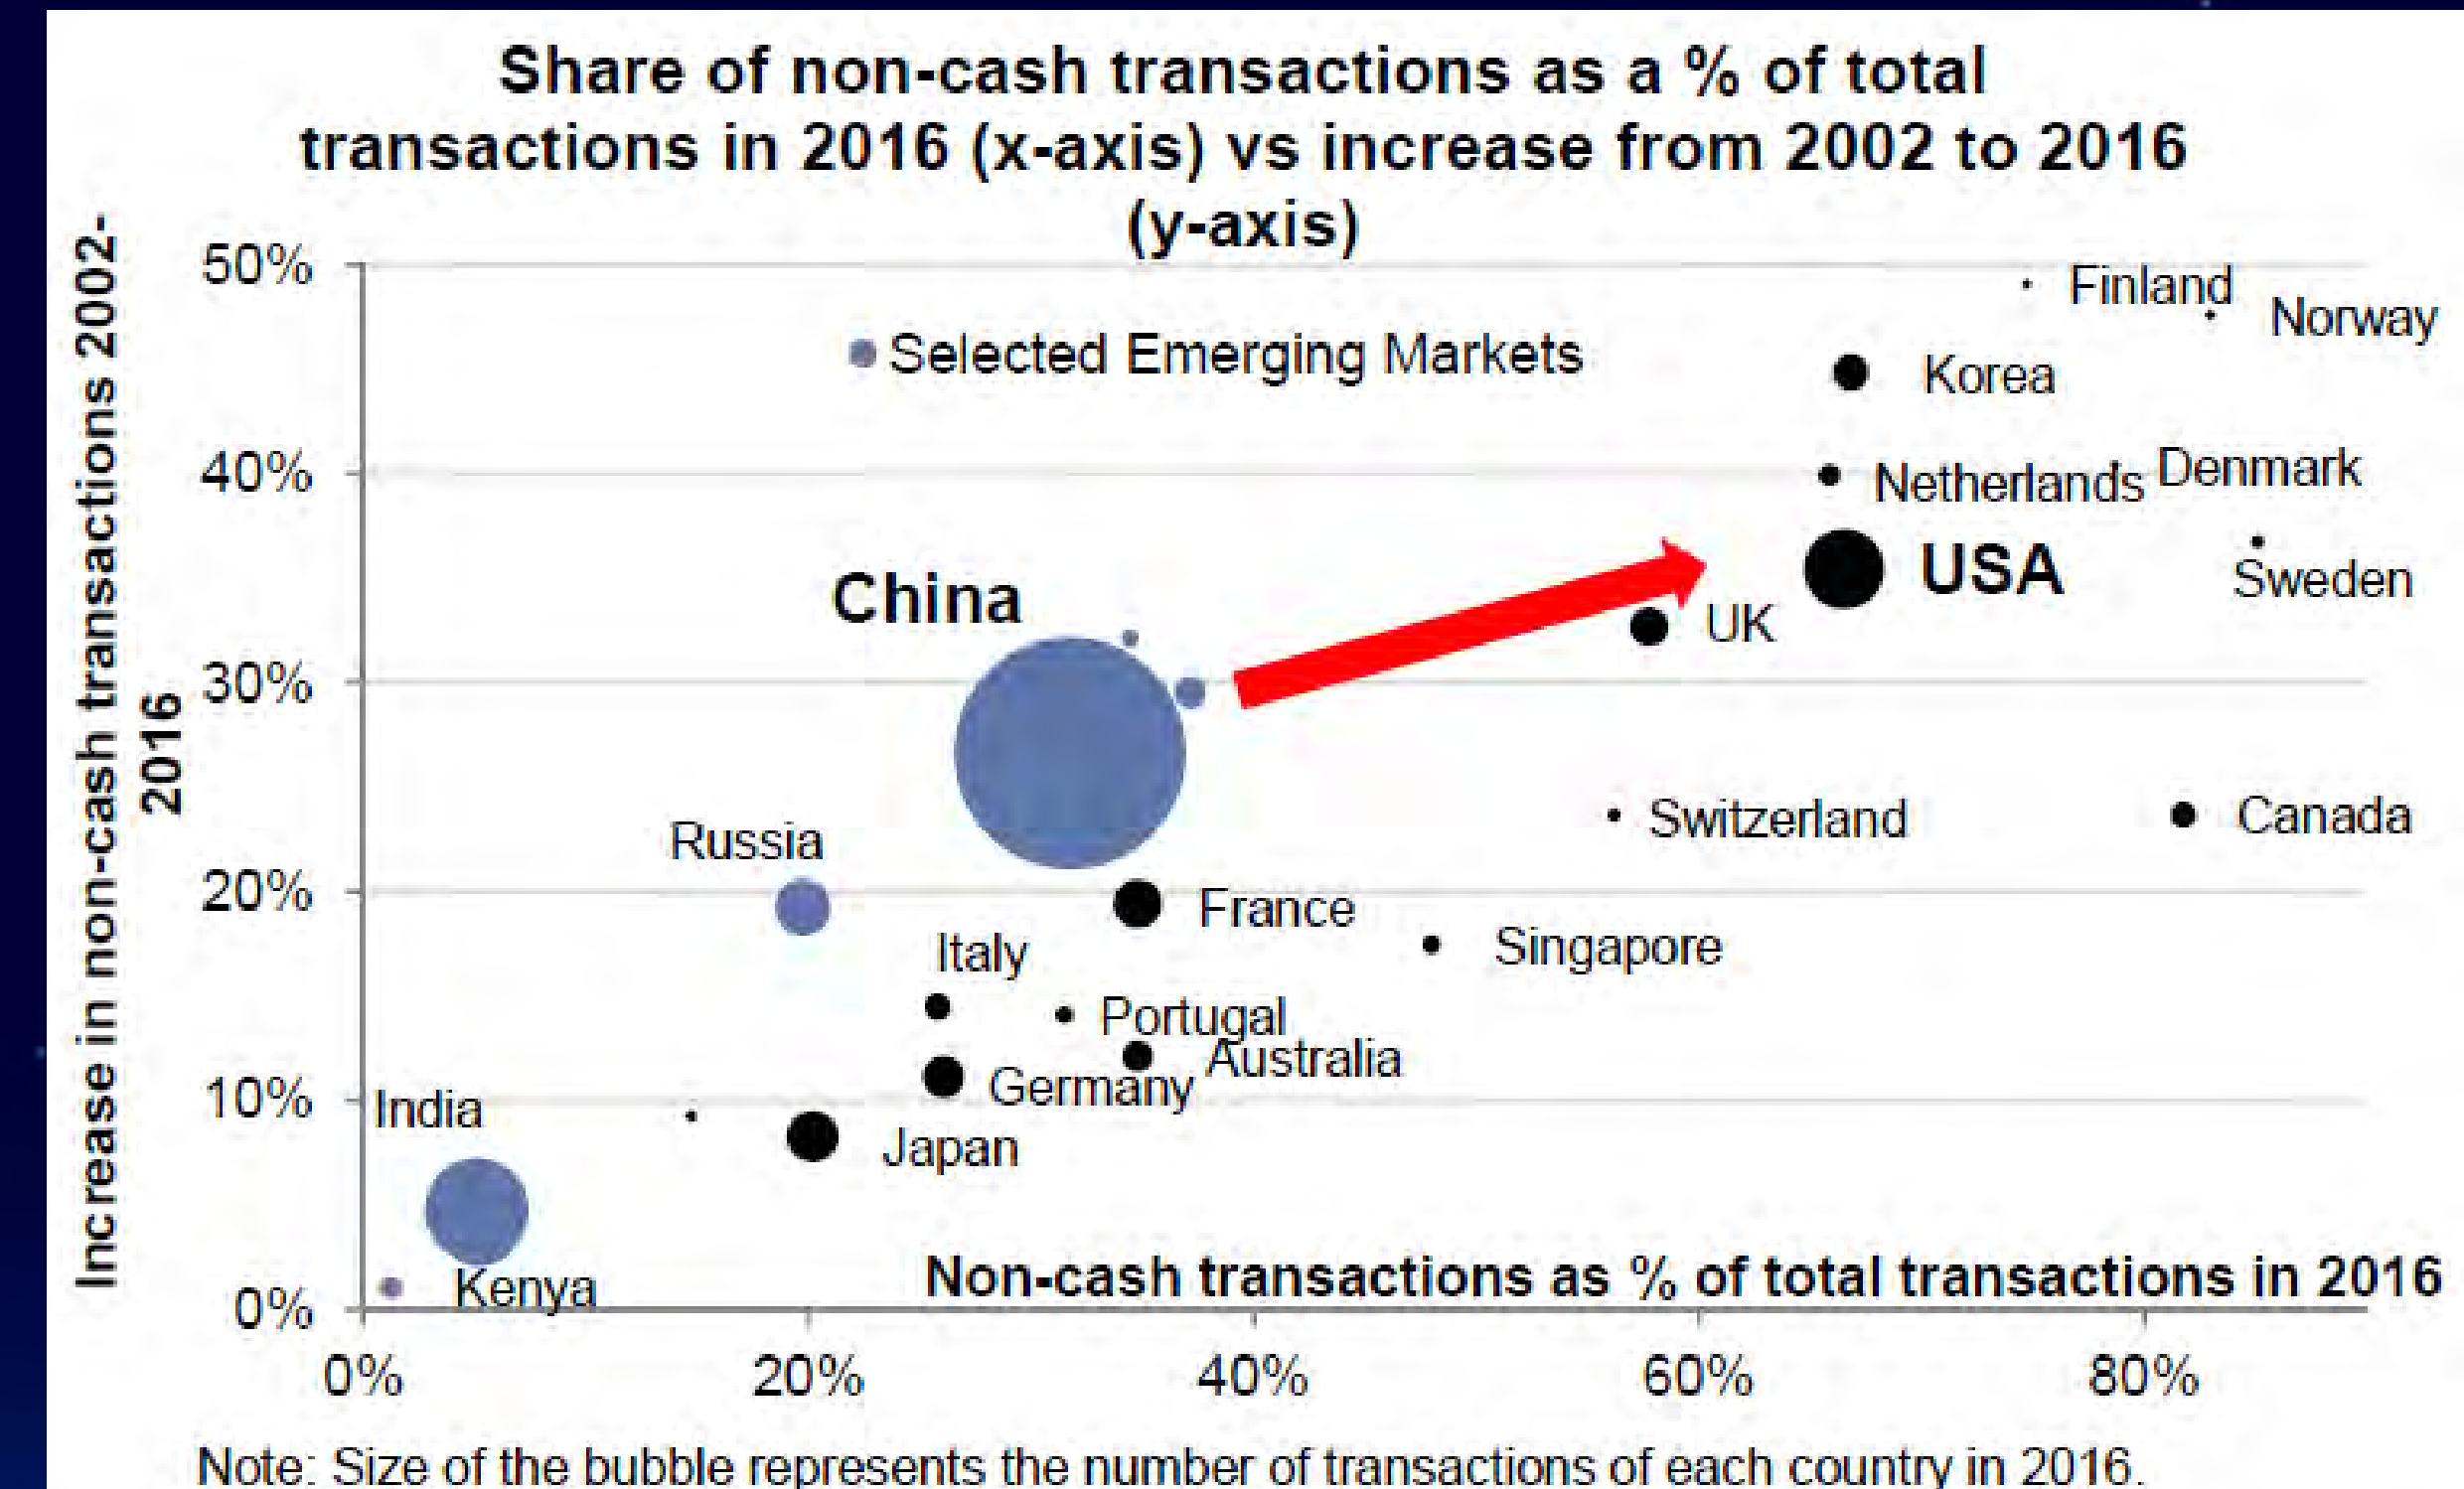 Share of non-cash transactions as a % of total
transactions in 2016 (x-axis) vs increase from 2002 to 2016
(y-axis)
Increase in non-cash transactions 2002-
2016
50%
40%
30%
20%
10%
0%
Selected Emerging Markets
Finland
Norway
Korea
Denmark
Netherlands
USA
Sweden
China
UK
Switzerland
Canada
Russia
France
Singapore
Italy
Portugal
Australia
Germany
India
Japan
Kenya
Non-cash transactions as % of total transactions in 2016
0%
20%
40%
60%
80%
Note: Size of the bubble represents the number of transactions of each country in 2016.